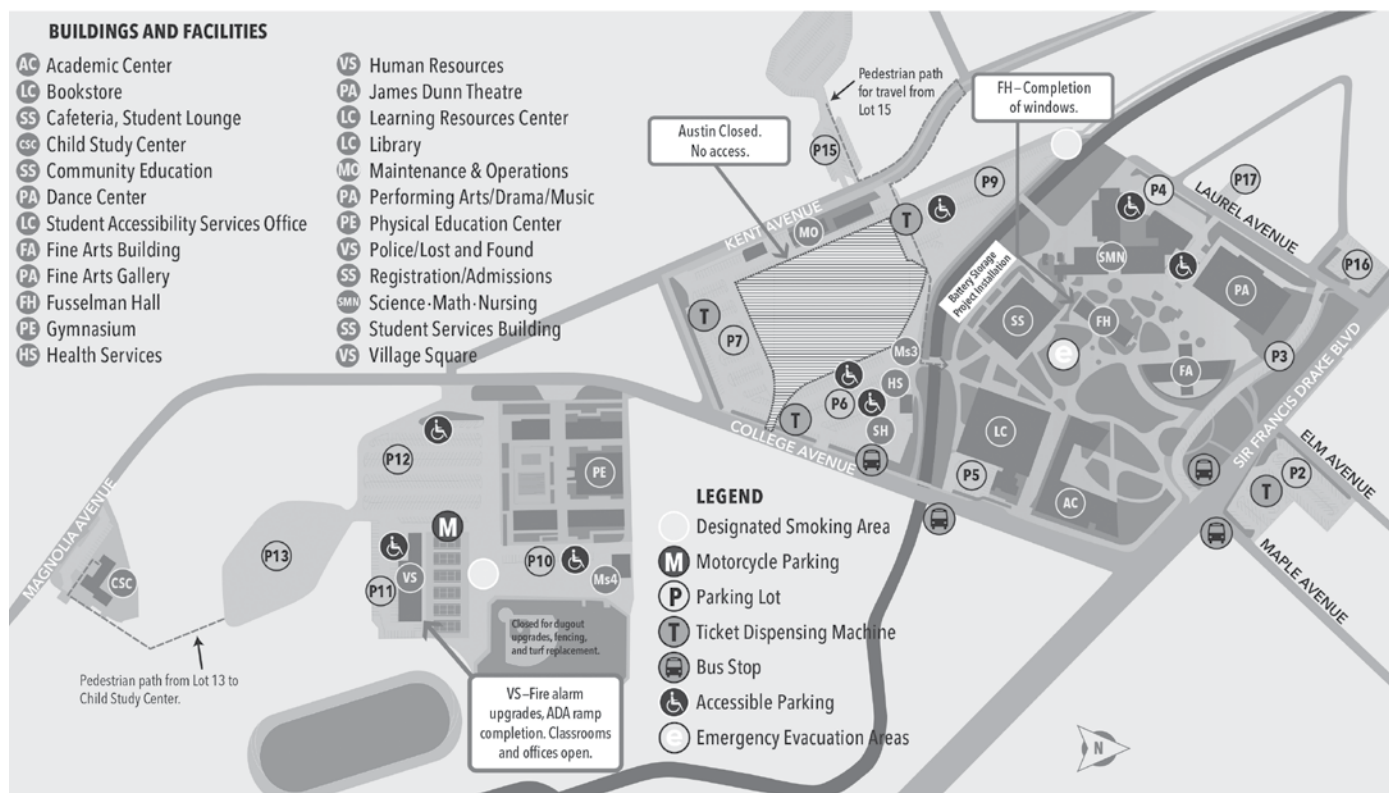 BUILDINGS AND FACILITIES
AC Academic Center
LC Bookstore
SS Cafeteria, Student Lounge
CSC Child Study Center
SS Community Education
PA Dance Center
LC Student Accessibility Services Office
FA Fine Arts Building
PA Fine Arts Gallery
FH Fusselman Hall
PE Gymnasium
HS Health Services
VS Human Resources
PA James Dunn Theatre
LC Learning Resources Center
LC Library
MO Maintenance & Operations
PA Performing Arts/Drama/Music
PE Physical Education Center
VS Police/Lost and Found
SS Registration/Admissions
SMN Science·Math·Nursing
SS Student Services Building
VS Village Square
Pedestrian path
for travel from
Lot 15
FH–Completion
of windows.
Austin Closed.
No access.
P15
P9
P4
P17
LAUREL AVENUE
KENT AVENUE
MO
T
SMN
P16
PA
Battery Storage
Project Installation
SS
FH
T
P7
Ms3
e
P3
FA
HS
P6
T
SH
COLLEGE AVENUE
LC
P5
AC
SIR FRANCIS DRAKE BLVD
ELM AVENUE
P2
T
MAPLE AVENUE
P12
PE
M
MAGNOLIA AVENUE
P13
CSC
P11
VS
P10
Ms4
Closed for dugout
upgrades, fencing,
and turf replacement.
Pedestrian path from Lot 13 to
Child Study Center.
VS–Fire alarm
upgrades, ADA ramp
completion. Classrooms
and offices open.
LEGEND
Designated Smoking Area
M Motorcycle Parking
P Parking Lot
T Ticket Dispensing Machine
Bus Stop
Accessible Parking
e Emergency Evacuation Areas
N